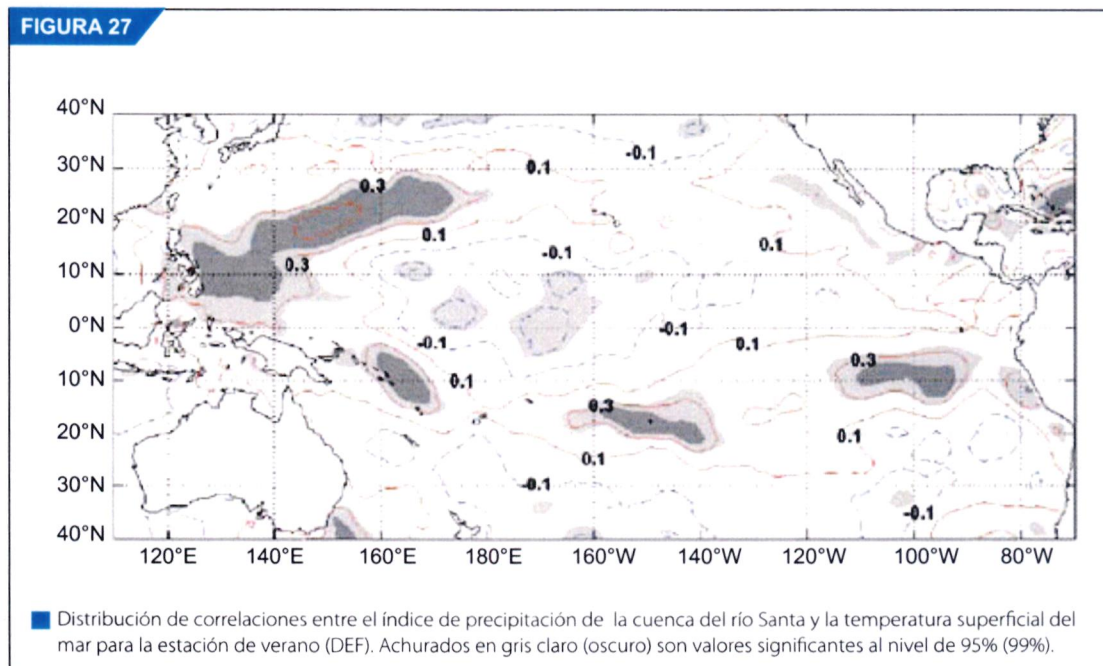 FIGURA 27
40°N
30°N
20°N
10°N
0°N
10°N
20°N
30°N
40°N
-0.1
0.1
0.3
0.1
0.1
-0.1
0.3
-0.1
-0.1
0.1
0.3
0.1
0.3
0.1
0.1
-0.1
-0.1
120°E
140°E
160°E
180°E
160°W
140°W
120°W
100°W
80°W
Distribución de correlaciones entre el índice de precipitación de la cuenca del río Santa y la temperatura superficial del
mar para la estación de verano (DEF). Achurados en gris claro (oscuro) son valores significantes al nivel de 95% (99%).